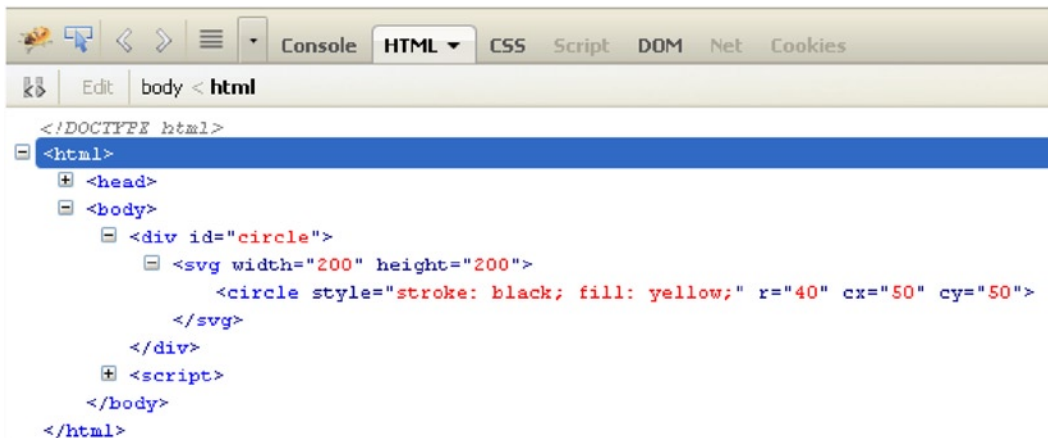 Console HTML CSS Script DOM Net Cookies
Edit body < html
<!DOCTYPE html>
<html>
<head>
<body>
<div id="circle">
<svg width="200" height="200">
<circle style="stroke: black; fill: yellow;" r="40" cx="50" cy="50">
</svg>
</div>
<script>
</body>
</html>